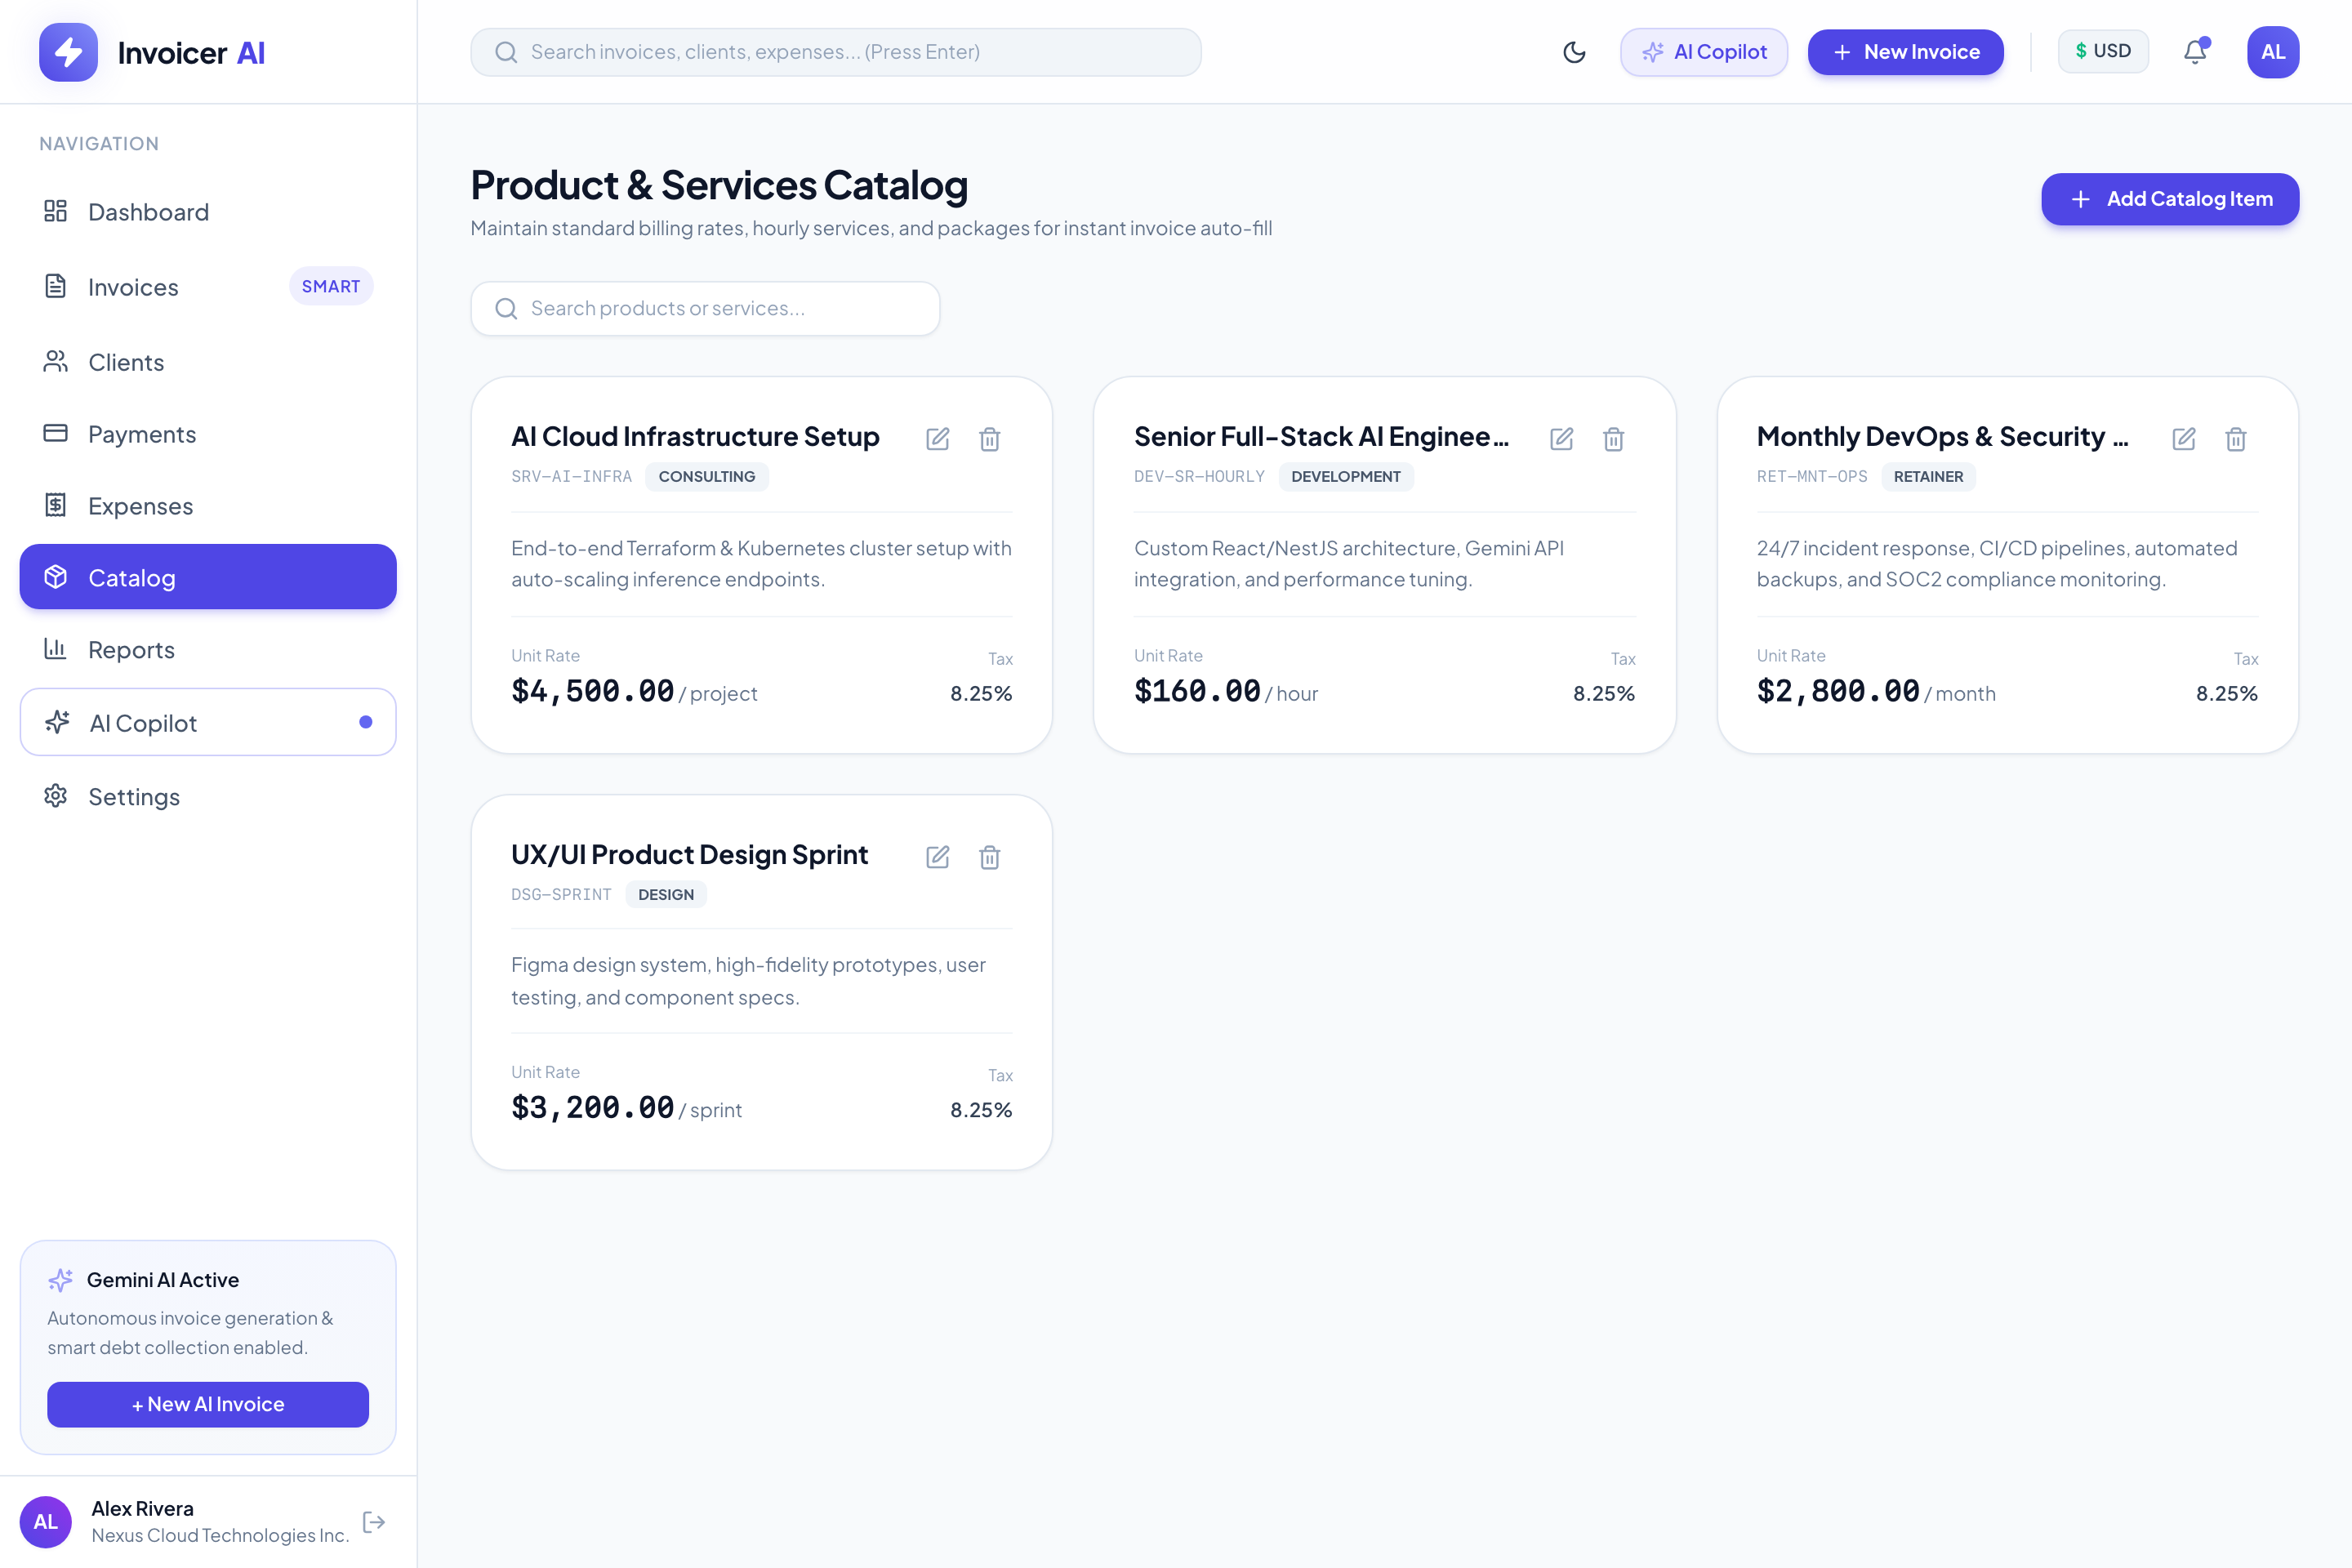 Invoicer AI
Search invoices, clients, expenses... (Press Enter)
AI Copilot
+ New Invoice
$ USD
AL
NAVIGATION
Dashboard
Invoices
SMART
Clients
Payments
Expenses
Catalog
Reports
AI Copilot
Settings
Gemini AI Active
Autonomous invoice generation &
smart debt collection enabled.
+ New AI Invoice
AL
Alex Rivera
Nexus Cloud Technologies Inc.
Product & Services Catalog
Maintain standard billing rates, hourly services, and packages for instant invoice auto-fill
+ Add Catalog Item
Search products or services...
AI Cloud Infrastructure Setup
SRV-AI-INFRA CONSULTING
End-to-end Terraform & Kubernetes cluster setup with
auto-scaling inference endpoints.
Unit Rate
Tax
$4,500.00 / project
8.25%
Senior Full-Stack AI Enginee...
DEV-SR-HOURLY DEVELOPMENT
Custom React/NestJS architecture, Gemini API
integration, and performance tuning.
Unit Rate
Tax
$160.00 / hour
8.25%
Monthly DevOps & Security ...
RET-MNT-OPS RETAINER
24/7 incident response, CI/CD pipelines, automated
backups, and SOC2 compliance monitoring.
Unit Rate
Tax
$2,800.00 / month
8.25%
UX/UI Product Design Sprint
DSG-SPRINT DESIGN
Figma design system, high-fidelity prototypes, user
testing, and component specs.
Unit Rate
Tax
$3,200.00 / sprint
8.25%